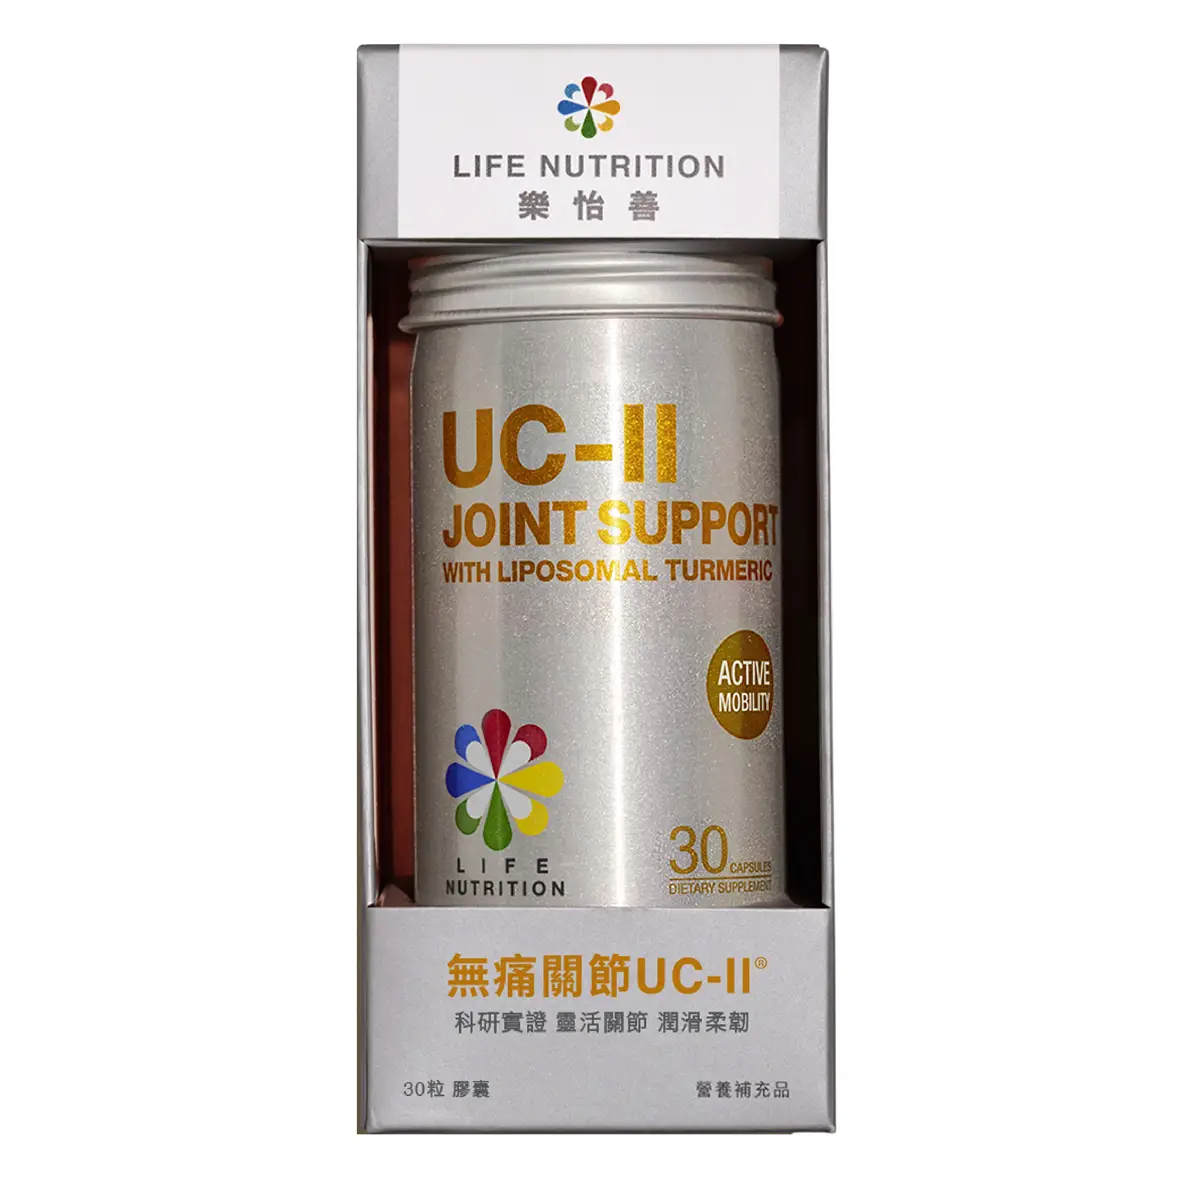 LIFE NUTRITION
樂怡善
UC-II
JOINT SUPPORT
WITH LIPOSOMAL TURMERIC
ACTIVE
MOBILITY
LIFE
NUTRITION
30 CAPSULES
DIETARY SUPPLEMENT
無痛關節UC-II®
科研實證 靈活關節 潤滑柔韌
30粒 膠囊
營養補充品